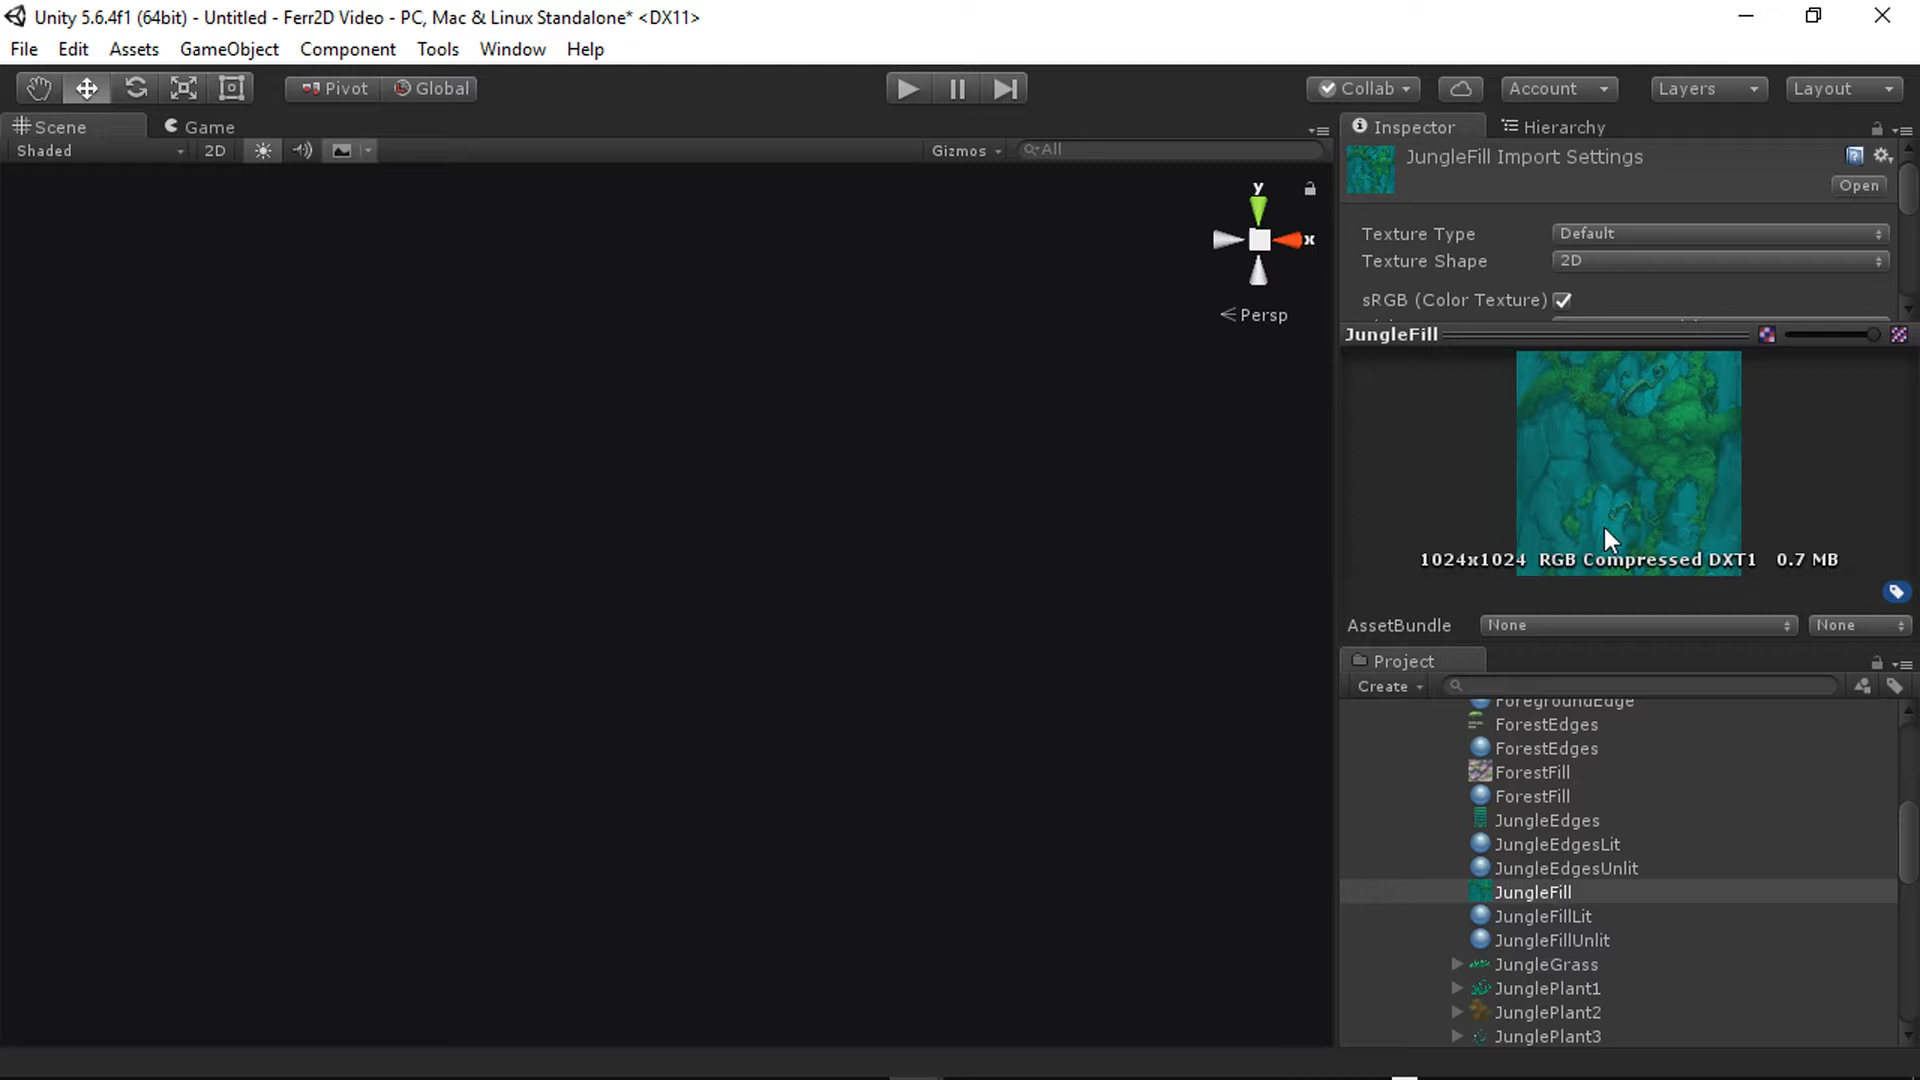 Unity 5.6.4f1 (64bit) - Untitled - Ferr2D Video - PC, Mac & Linux Standalone* <DX11>
File Edit Assets GameObject Component Tools Window Help
Pivot Global Collab Account Layers Layout
Scene Game Inspector Hierarchy
Shaded 2D Gizmos All
JungleFill Import Settings
Open
y
x
Persp
Texture Type Default
Texture Shape 2D
sRGB (Color Texture)
JungleFill
1024x1024 RGB Compressed DXT1 0.7 MB
AssetBundle None None
Project
Create
ForegroundEdge
ForestEdges
ForestEdges
ForestFill
ForestFill
JungleEdges
JungleEdgesLit
JungleEdgesUnlit
JungleFill
JungleFillLit
JungleFillUnlit
JungleGrass
JunglePlant1
JunglePlant2
JunglePlant3